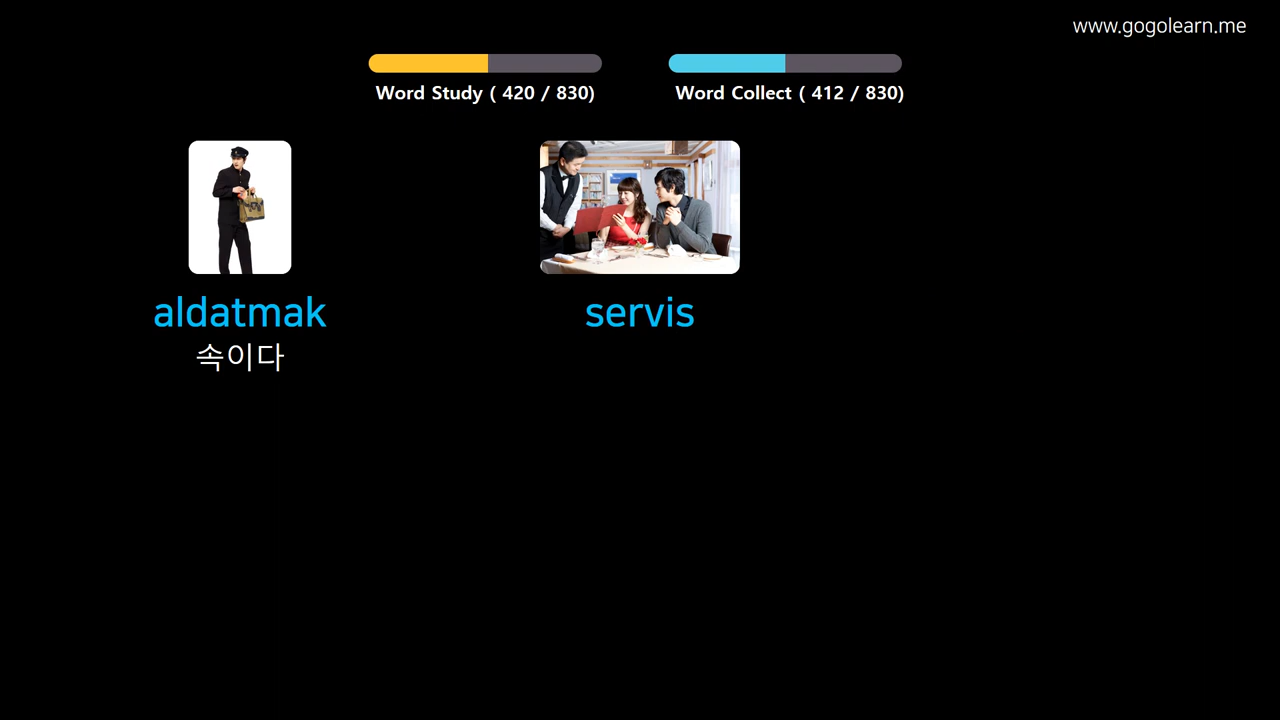 www.gogolearn.me
Word Study ( 420 / 830)
Word Collect ( 412 / 830)
aldatmak
속이다
servis